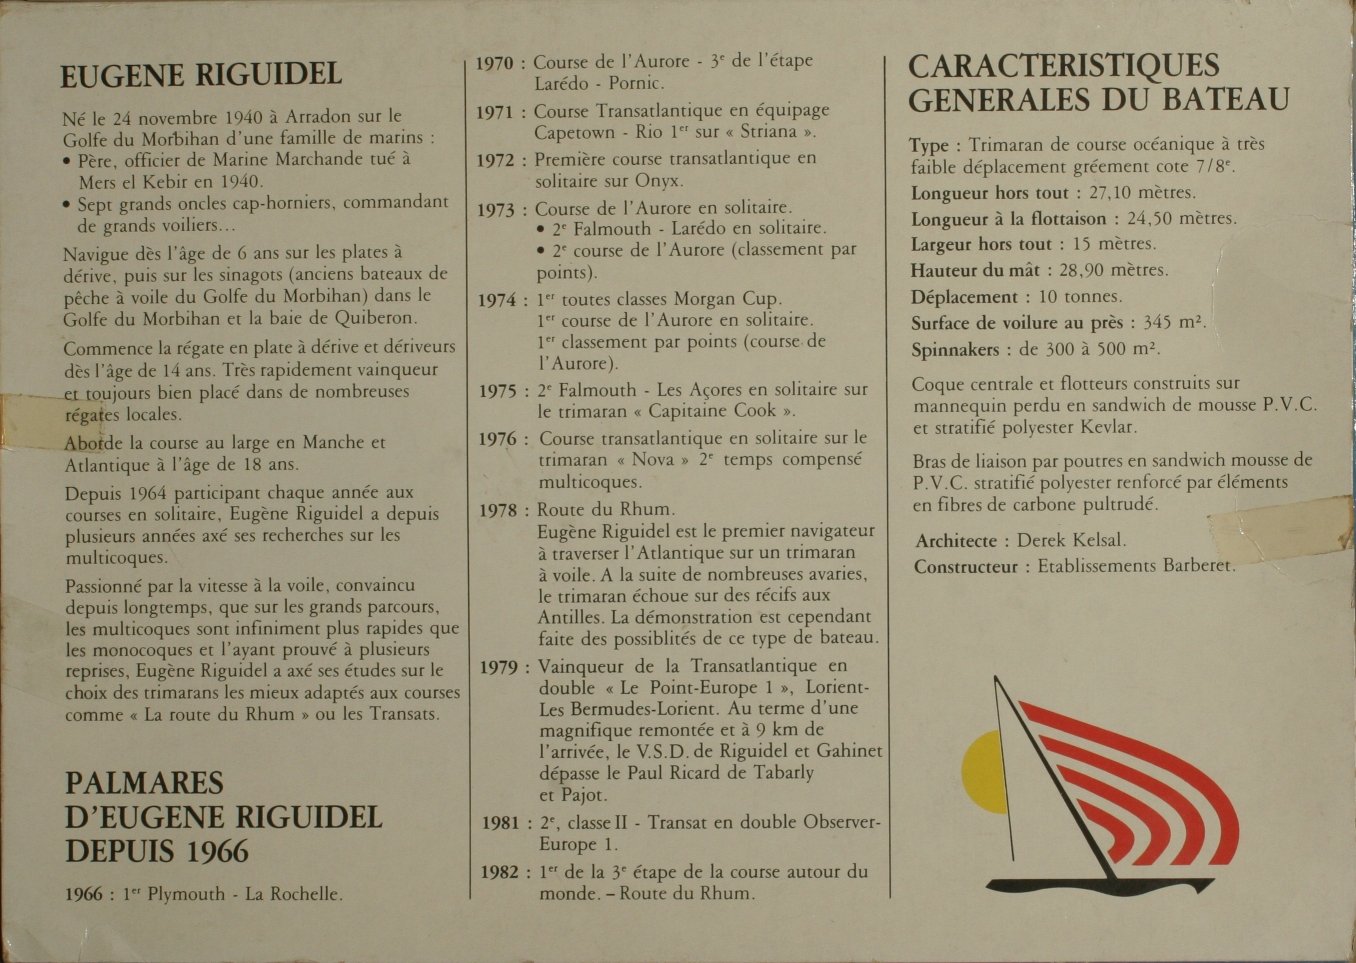 EUGENE RIGUIDEL
Né le 24 novembre 1940 à Arradon sur le
Golfe du Morbihan d'une famille de marins :
• Père, officier de Marine Marchande tué à
Mers el Kebir en 1940.
• Sept grands oncles cap-horniers, commandant
de grands voiliers...
Navigue dès l'âge de 6 ans sur les plates à
dérive, puis sur les sinagots (anciens bateaux de
pêche à voile du Golfe du Morbihan) dans le
Golfe du Morbihan et la baie de Quiberon.
Commence la régate en plate à dérive et dériveurs
dès l'âge de 14 ans. Très rapidement vainqueur
et toujours bien placé dans de nombreuses
régates locales.
Aborde la course au large en Manche et
Atlantique à l'âge de 18 ans.
Depuis 1964 participant chaque année aux
courses en solitaire, Eugène Riguidel a depuis
plusieurs années axé ses recherches sur les
multicoques.
Passionné par la vitesse à la voile, convaincu
depuis longtemps, que sur les grands parcours,
les multicoques sont infiniment plus rapides que
les monocoques et l'ayant prouvé à plusieurs
reprises, Eugène Riguidel a axé ses études sur le
choix des trimarans les mieux adaptés aux courses
comme « La route du Rhum » ou les Transats.
PALMARES
D'EUGENE RIGUIDEL
DEPUIS 1966
1966 : 1er Plymouth - La Rochelle.
1970 : Course de l'Aurore - 3e de l'étape
Larédo - Pornic.
1971 : Course Transatlantique en équipage
Capetown - Rio 1er sur « Striana ».
1972 : Première course transatlantique en
solitaire sur Onyx.
1973 : Course de l'Aurore en solitaire.
• 2e Falmouth - Larédo en solitaire.
• 2e course de l'Aurore (classement par
points).
1974 : 1er toutes classes Morgan Cup.
1er course de l'Aurore en solitaire.
1er classement par points (course de
l'Aurore).
1975 : 2e Falmouth - Les Açores en solitaire sur
le trimaran « Capitaine Cook ».
1976 : Course transatlantique en solitaire sur le
trimaran « Nova » 2e temps compensé
multicoques.
1978 : Route du Rhum.
Eugène Riguidel est le premier navigateur
à traverser l'Atlantique sur un trimaran
à voile. A la suite de nombreuses avaries,
le trimaran échoue sur des récifs aux
Antilles. La démonstration est cependant
faite des possiblités de ce type de bateau.
1979 : Vainqueur de la Transatlantique en
double « Le Point-Europe 1 », Lorient-
Les Bermudes-Lorient. Au terme d'une
magnifique remontée et à 9 km de
l'arrivée, le V.S.D. de Riguidel et Gahinet
dépasse le Paul Ricard de Tabarly
et Pajot.
1981 : 2e, classe II - Transat en double Observer-
Europe 1.
1982 : 1er de la 3e étape de la course autour du
monde. – Route du Rhum.
CARACTERISTIQUES
GENERALES DU BATEAU
Type : Trimaran de course océanique à très
faible déplacement gréement cote 7/8e.
Longueur hors tout : 27,10 mètres.
Longueur à la flottaison : 24,50 mètres.
Largeur hors tout : 15 mètres.
Hauteur du mât : 28,90 mètres.
Déplacement : 10 tonnes.
Surface de voilure au près : 345 m².
Spinnakers : de 300 à 500 m².
Coque centrale et flotteurs construits sur
mannequin perdu en sandwich de mousse P.V.C.
et stratifié polyester Kevlar.
Bras de liaison par poutres en sandwich mousse de
P.V.C. stratifié polyester renforcé par éléments
en fibres de carbone pultrudé.
Architecte : Derek Kelsal.
Constructeur : Etablissements Barberet.